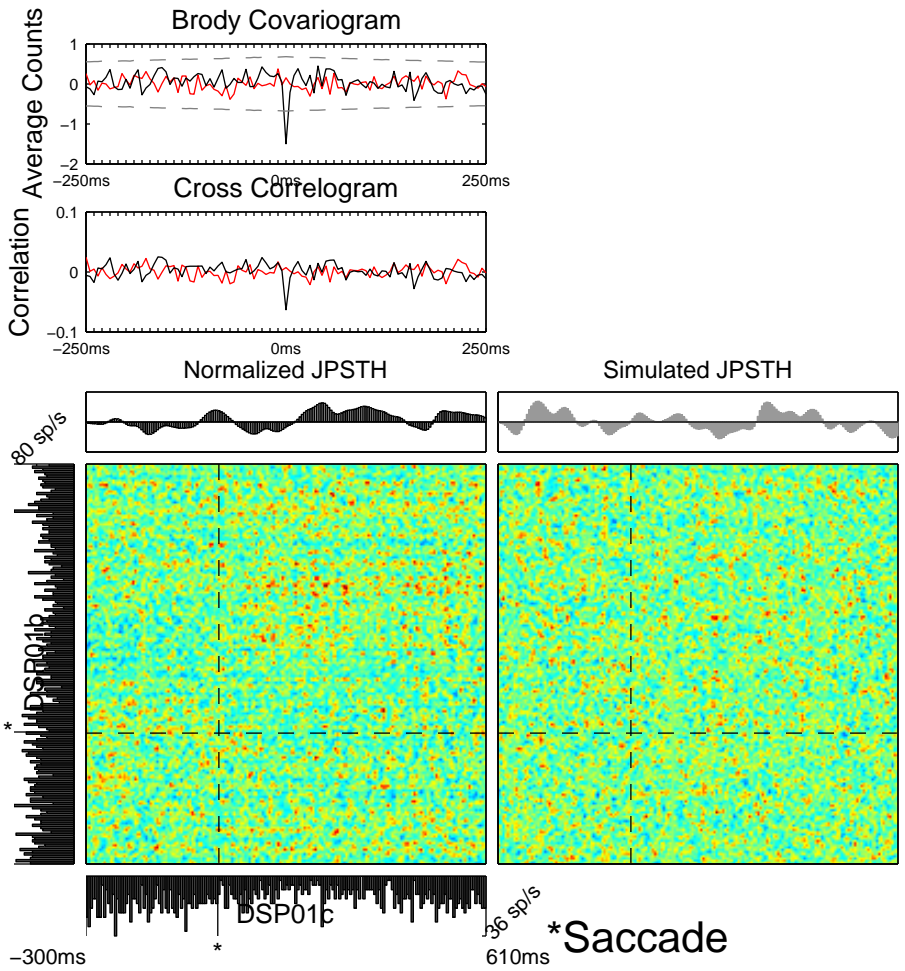 Brody Covariogram
Average Counts
1
0
−1
−2
−250ms
0ms
250ms
Cross Correlogram
Correlation
0.1
0
−0.1
−250ms
0ms
250ms
Normalized JPSTH
Simulated JPSTH
80 sp/s
DSP01b
*
DSP01c
36 sp/s
*
*Saccade
−300ms
610ms